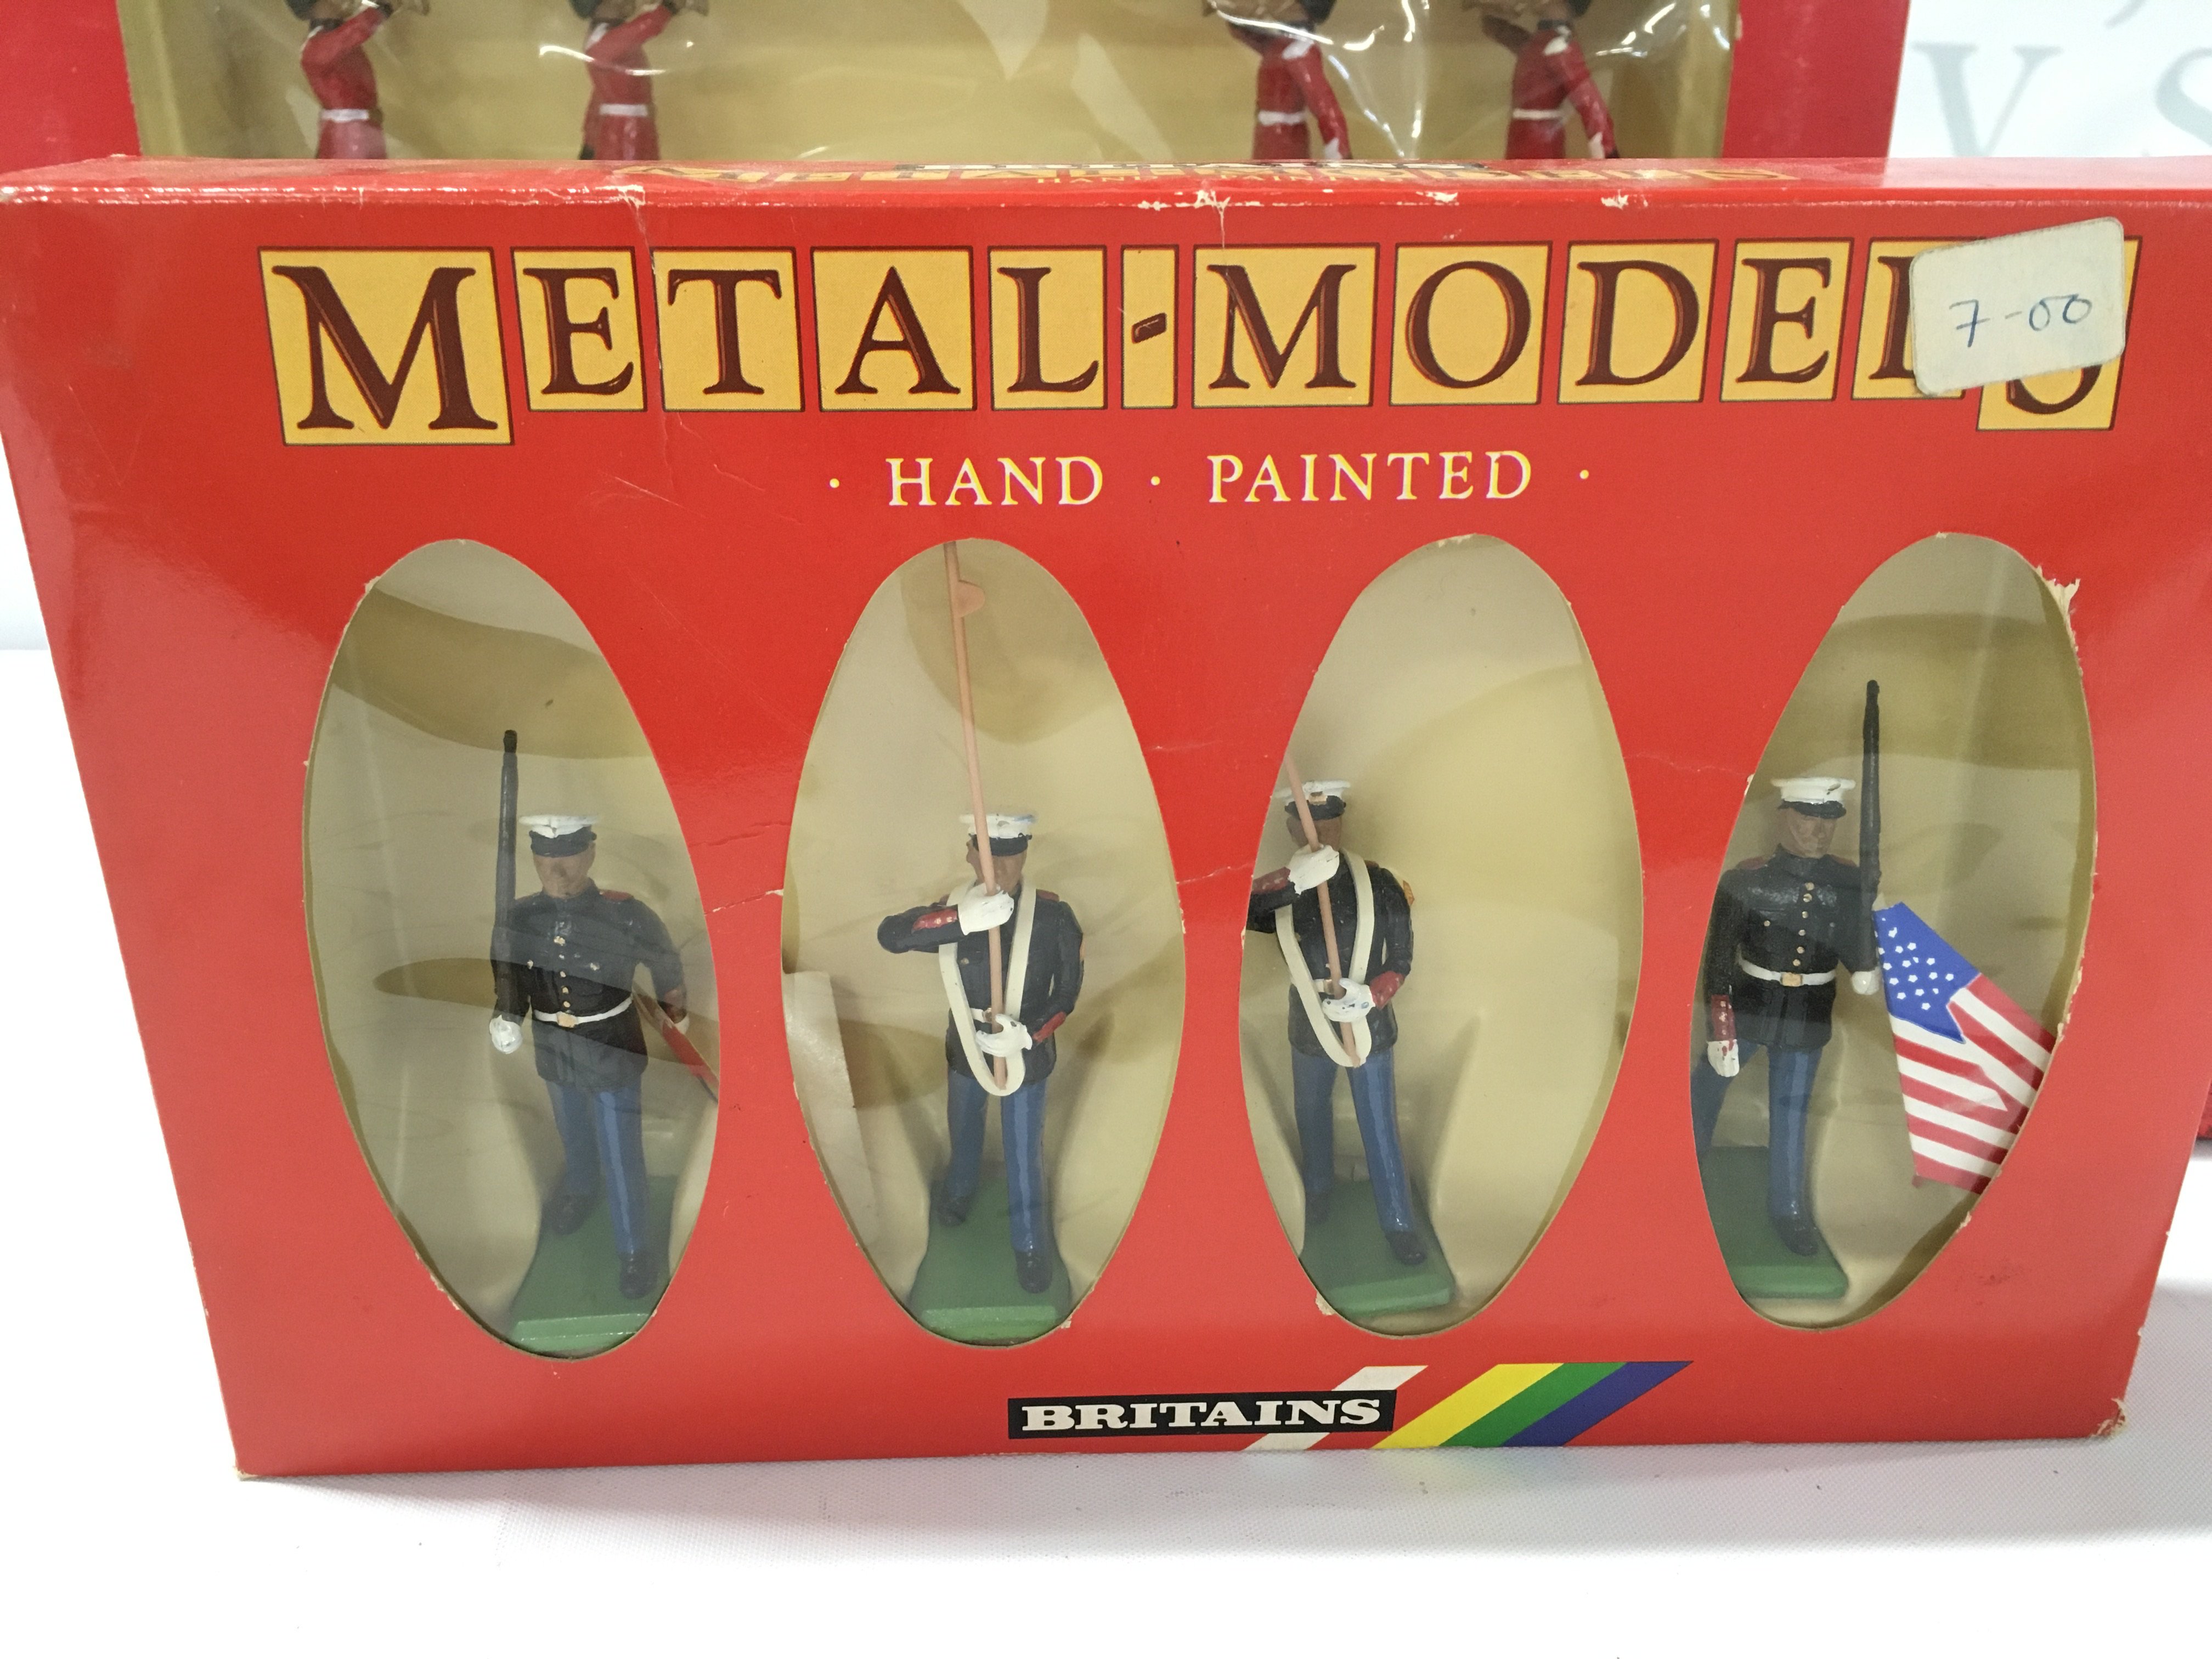 V S
METAL-MODELS
7-00
· HAND · PAINTED ·
BRITAINS